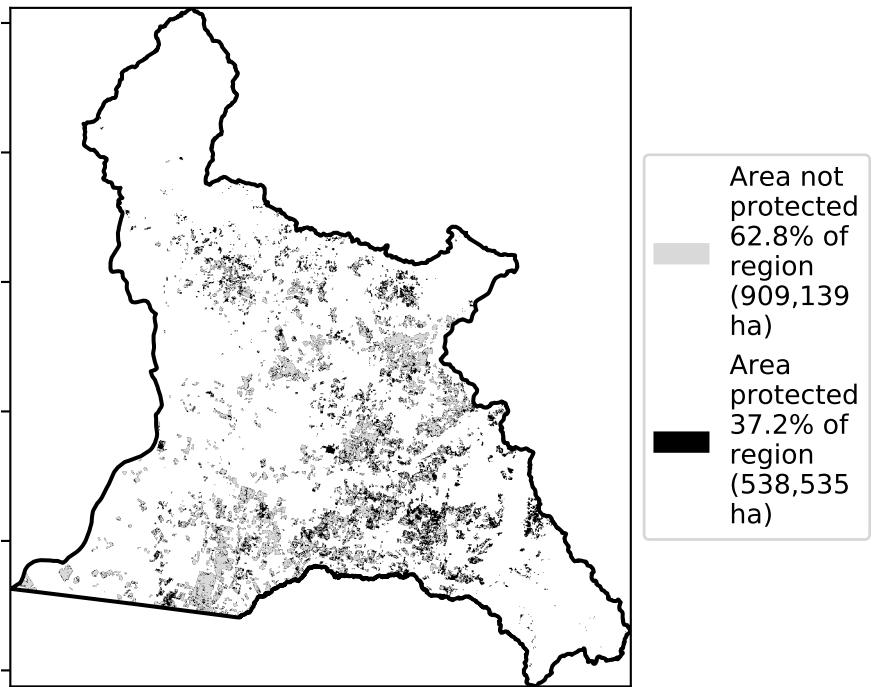 Area not
protected
62.8% of
region
(909,139
ha)
Area
protected
37.2% of
region
(538,535
ha)